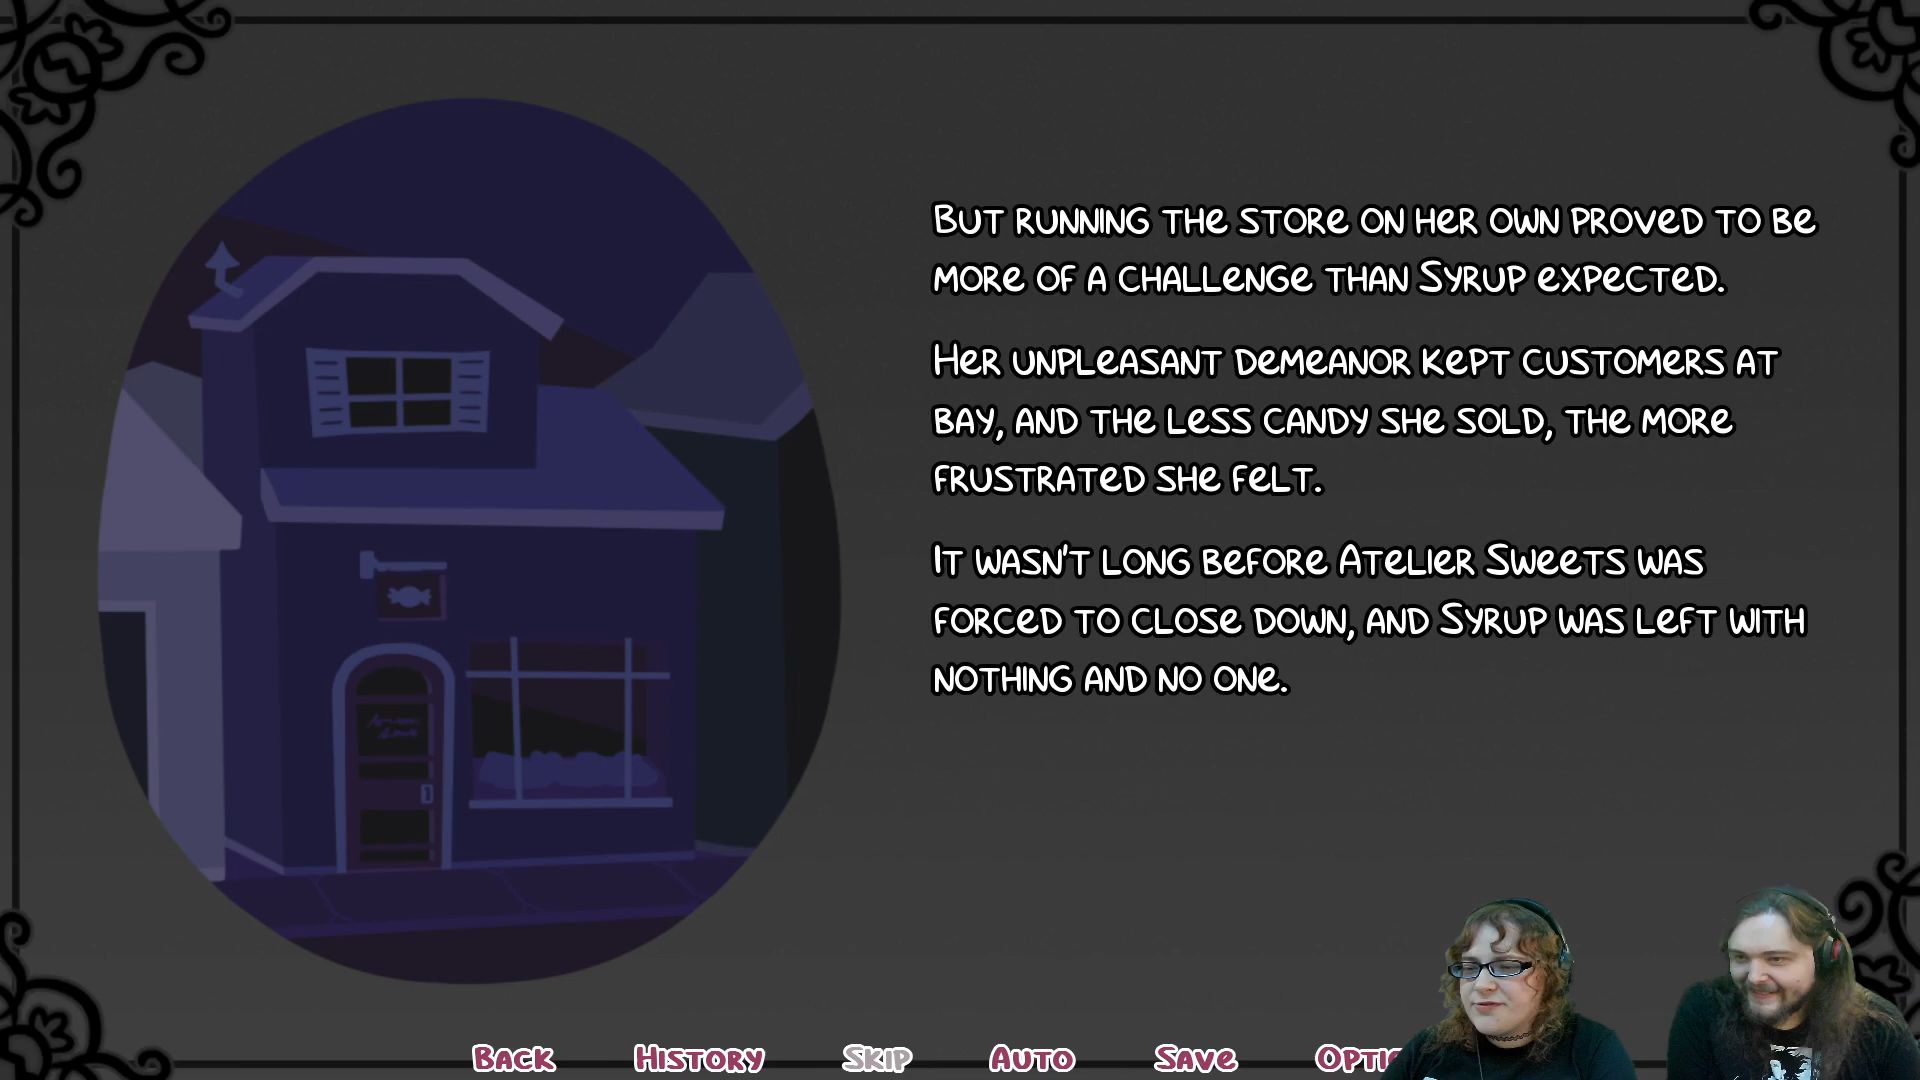 But running the store on her own proved to be
more of a challenge than Syrup expected.
Her unpleasant demeanor kept customers at
bay, and the less candy she sold, the more
frustrated she felt.
It wasn't long before Atelier Sweets was
forced to close down, and Syrup was left with
nothing and no one.
Back History Skip Auto Save